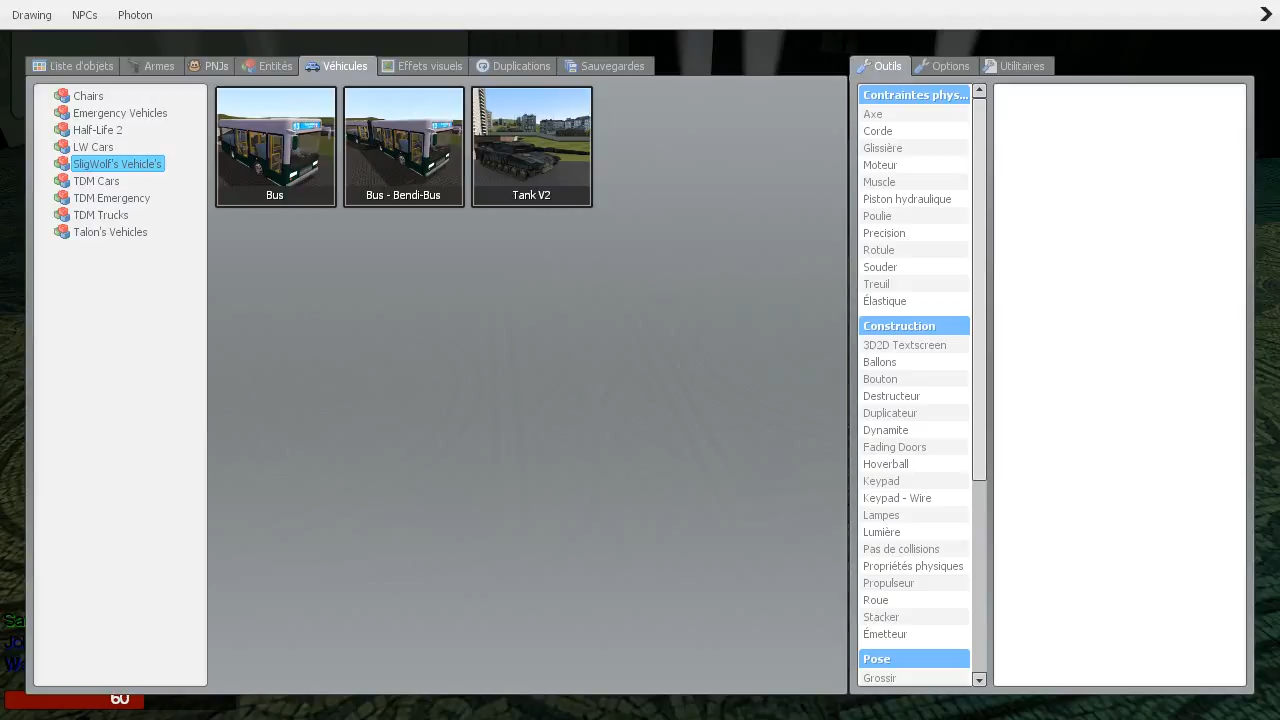 Drawing NPCs Photon
Liste d'objets Armes PNJs Entités Véhicules Effets visuels Duplications Sauvegardes
Outils Options Utilitaires
Chairs
Emergency Vehicles
Half-Life 2
LW Cars
SligWolf's Vehicle's
TDM Cars
TDM Emergency
TDM Trucks
Talon's Vehicles
Bus
Bus - Bendi-Bus
Tank V2
Contraintes phys...
Axe
Corde
Glissière
Moteur
Muscle
Piston hydraulique
Poulie
Precision
Rotule
Souder
Treuil
Élastique
Construction
3D2D Textscreen
Ballons
Bouton
Destructeur
Duplicateur
Dynamite
Fading Doors
Hoverball
Keypad
Keypad - Wire
Lampes
Lumière
Pas de collisions
Propriétés physiques
Propulseur
Roue
Stacker
Émetteur
Pose
Grossir
60